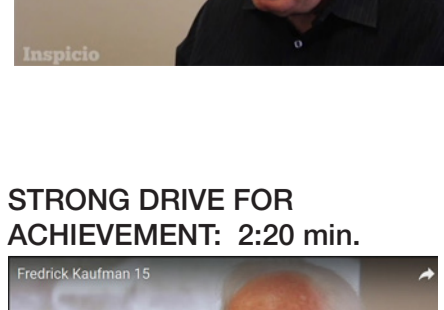 Inspicio
STRONG DRIVE FOR
ACHIEVEMENT: 2:20 min.
Fredrick Kaufman 15